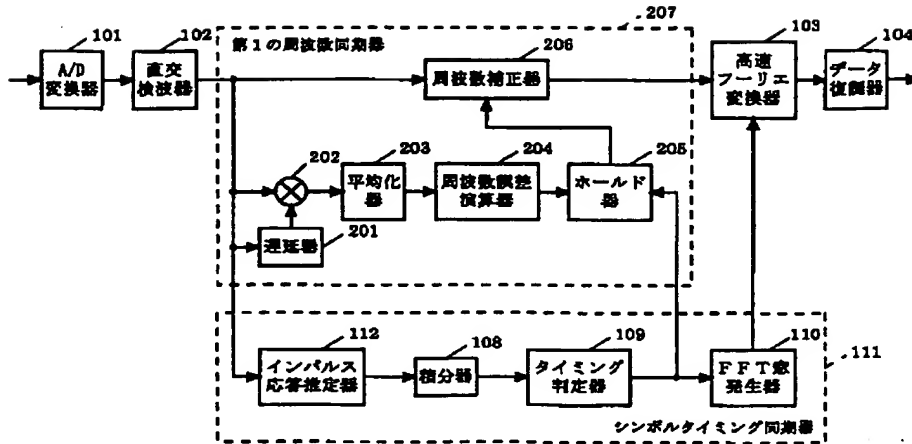 207
101
102
第1の周波数同期器
206
103
104
A/D
変換器
直交
検波器
周波数補正器
高速
フーリエ
変換器
データ
復調器
202
203
204
205
平均化
器
周波数誤差
演算器
ホールド
器
遅延器
201
112
108
109
110
111
インパルス
応答推定器
積分器
タイミング
判定器
FFT窓
発生器
シンボルタイミング同期器